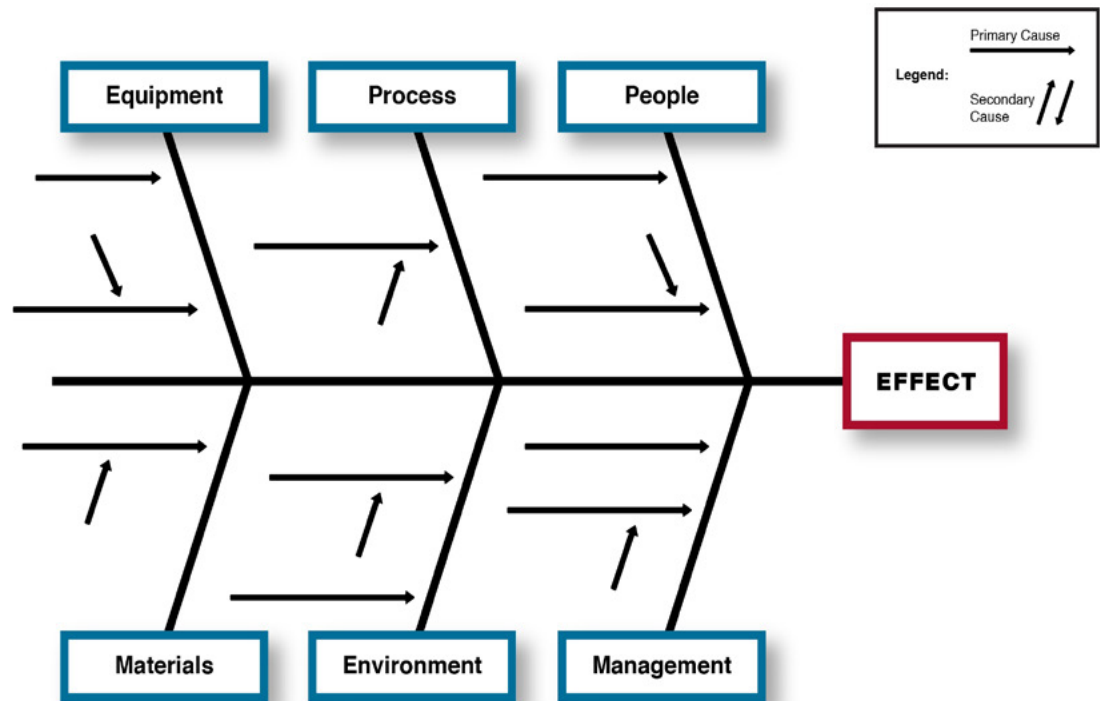 Primary Cause
Legend:
Secondary
Cause
Equipment
Process
People
EFFECT
Materials
Environment
Management